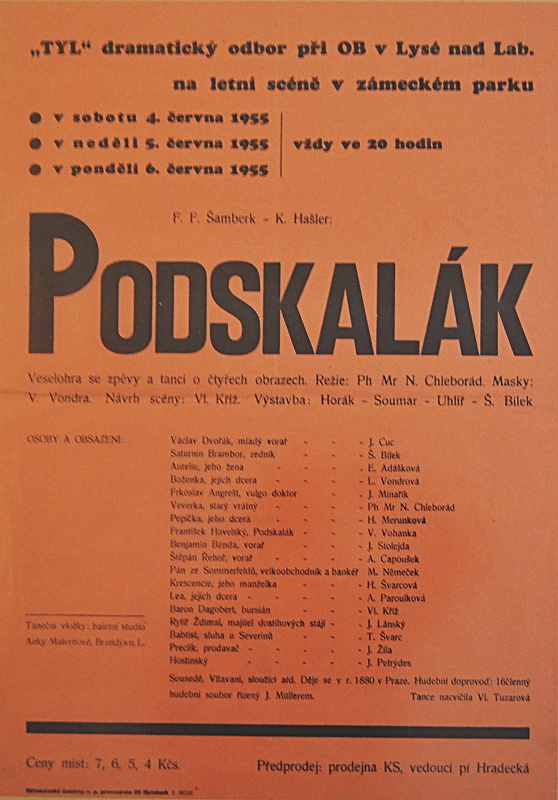 „TYL“ dramatický odbor při OB v Lysé nad Lab.
na letní scéně v zámeckém parku
● v sobotu 4. června 1955
● v neděli 5. června 1955
● v pondělí 6. června 1955
vždy ve 20 hodin
F. F. Šamberk - K. Hašler:
PODSKALÁK
Veselohra se zpěvy a tanci o čtyřech obrazech. Režie: Ph Mr N. Chleborád. Masky:
V. Vondra. Návrh scény: Vl. Kříž. Výstavba: Horák - Soumar - Uhlíř - Š. Bílek
OSOBY A OBSAZENÍ:
Václav Dvořák, mladý vorař - - - J. Cuc
Saturnin Brambor, zedník - - - Š. Bílek
Aurelie, jeho žena - - - - E. Adášková
Boženka, jejich dcera - - - L. Vondrová
Frkoslav Angrešt, vulgo doktor - - - J. Minařík
Veverka, starý vrátný - - - Ph Mr N. Chleborád
Pepička, jeho dcera - - - - H. Merunková
František Havelský, Podskalák - - - V. Vohanka
Benjamin Benda, vorař - - - J. Stolejda
Štěpán Řehoř, vorař - - - - A. Capoušek
Pán ze Sommerfeldů, velkoobchodník a bankéř M. Němeček
Krescencie, jeho manželka - - - H. Švarcová
Lea, jejich dcera - - - - - A. Paroulková
Baron Dagobert, bursián - - - Vl. Kříž
Rytíř Ždímal, majitel dostihových stájí - - J. Lánský
Babtist, sluha u Severinů - - - T. Švarc
Preclík, prodavač - - - - J. Žíla
Hostinský - - - - - J. Petrýdes
Taneční vložky: baletní studio
Anky Maternové, Brandýs n. L.
Sousedé, Vltavani, sloužící atd. Děje se v r. 1880 v Praze. Hudební doprovoď: 16členný
hudební soubor řízený J. Müllerem. Tance nacvičila Vl. Tuzarová
Ceny míst: 7, 6, 5, 4 Kčs.
Předprodej: prodejna KS, vedoucí pí Hradecká